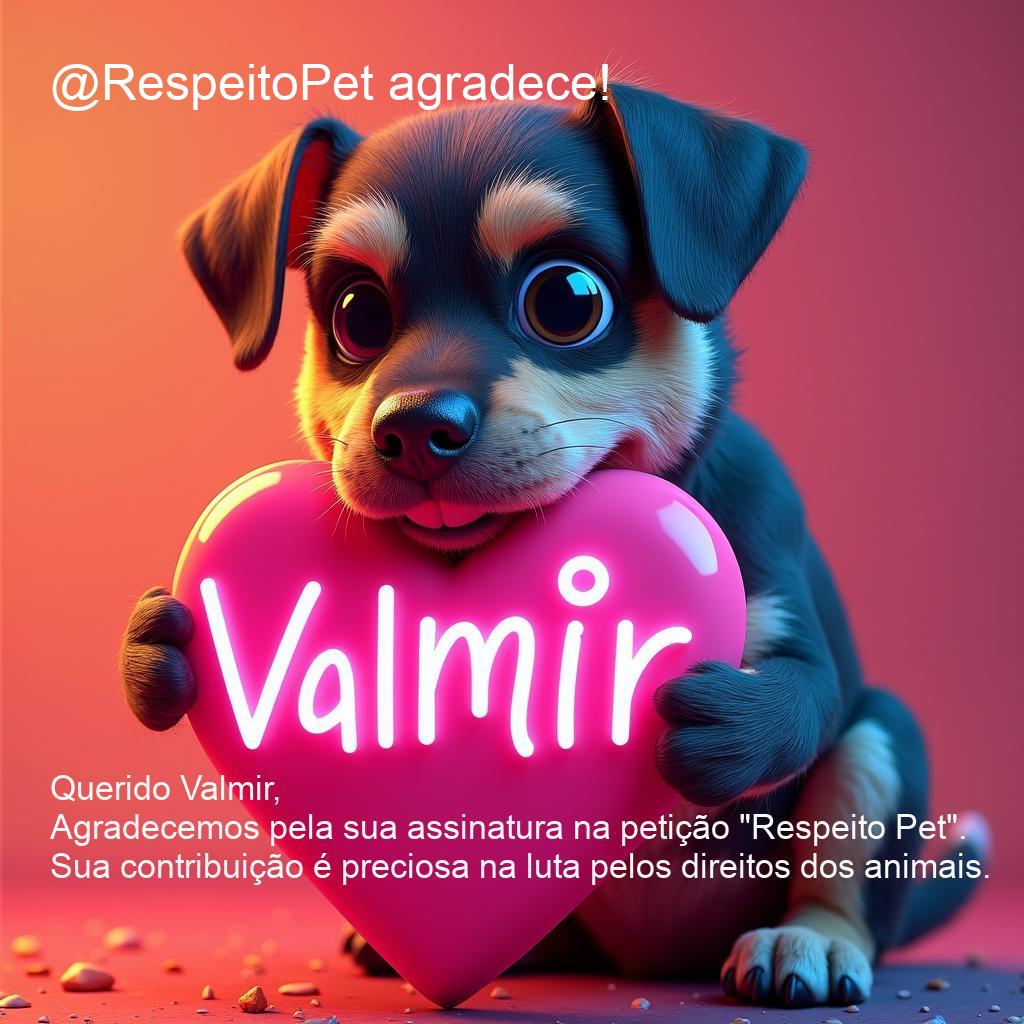 @RespeitoPet agradece!
Valmir
Querido Valmir,
Agradecemos pela sua assinatura na petição "Respeito Pet".
Sua contribuição é preciosa na luta pelos direitos dos animais.